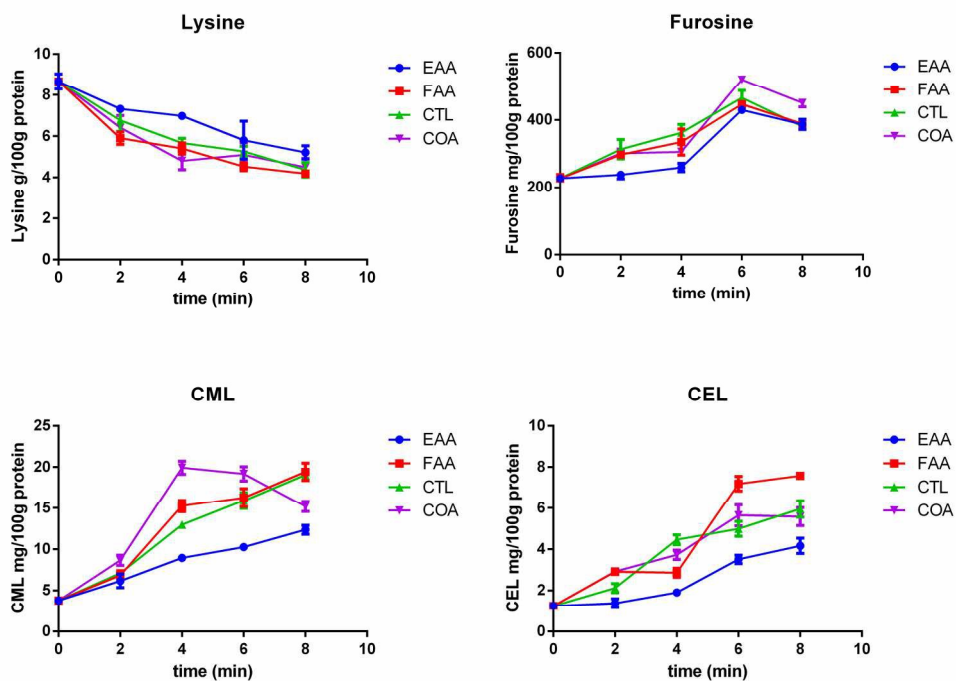 Lysine
Lysine g/100g protein
10
8
6
4
2
0
0 2 4 6 8 10
time (min)
EAA
FAA
CTL
COA
Furosine
Furosine mg/100g protein
600
400
200
0
0 2 4 6 8 10
time (min)
EAA
FAA
CTL
COA
CML
CML mg/100g protein
25
20
15
10
5
0
0 2 4 6 8 10
time (min)
EAA
FAA
CTL
COA
CEL
CEL mg/100g protein
10
8
6
4
2
0
0 2 4 6 8 10
time (min)
EAA
FAA
CTL
COA